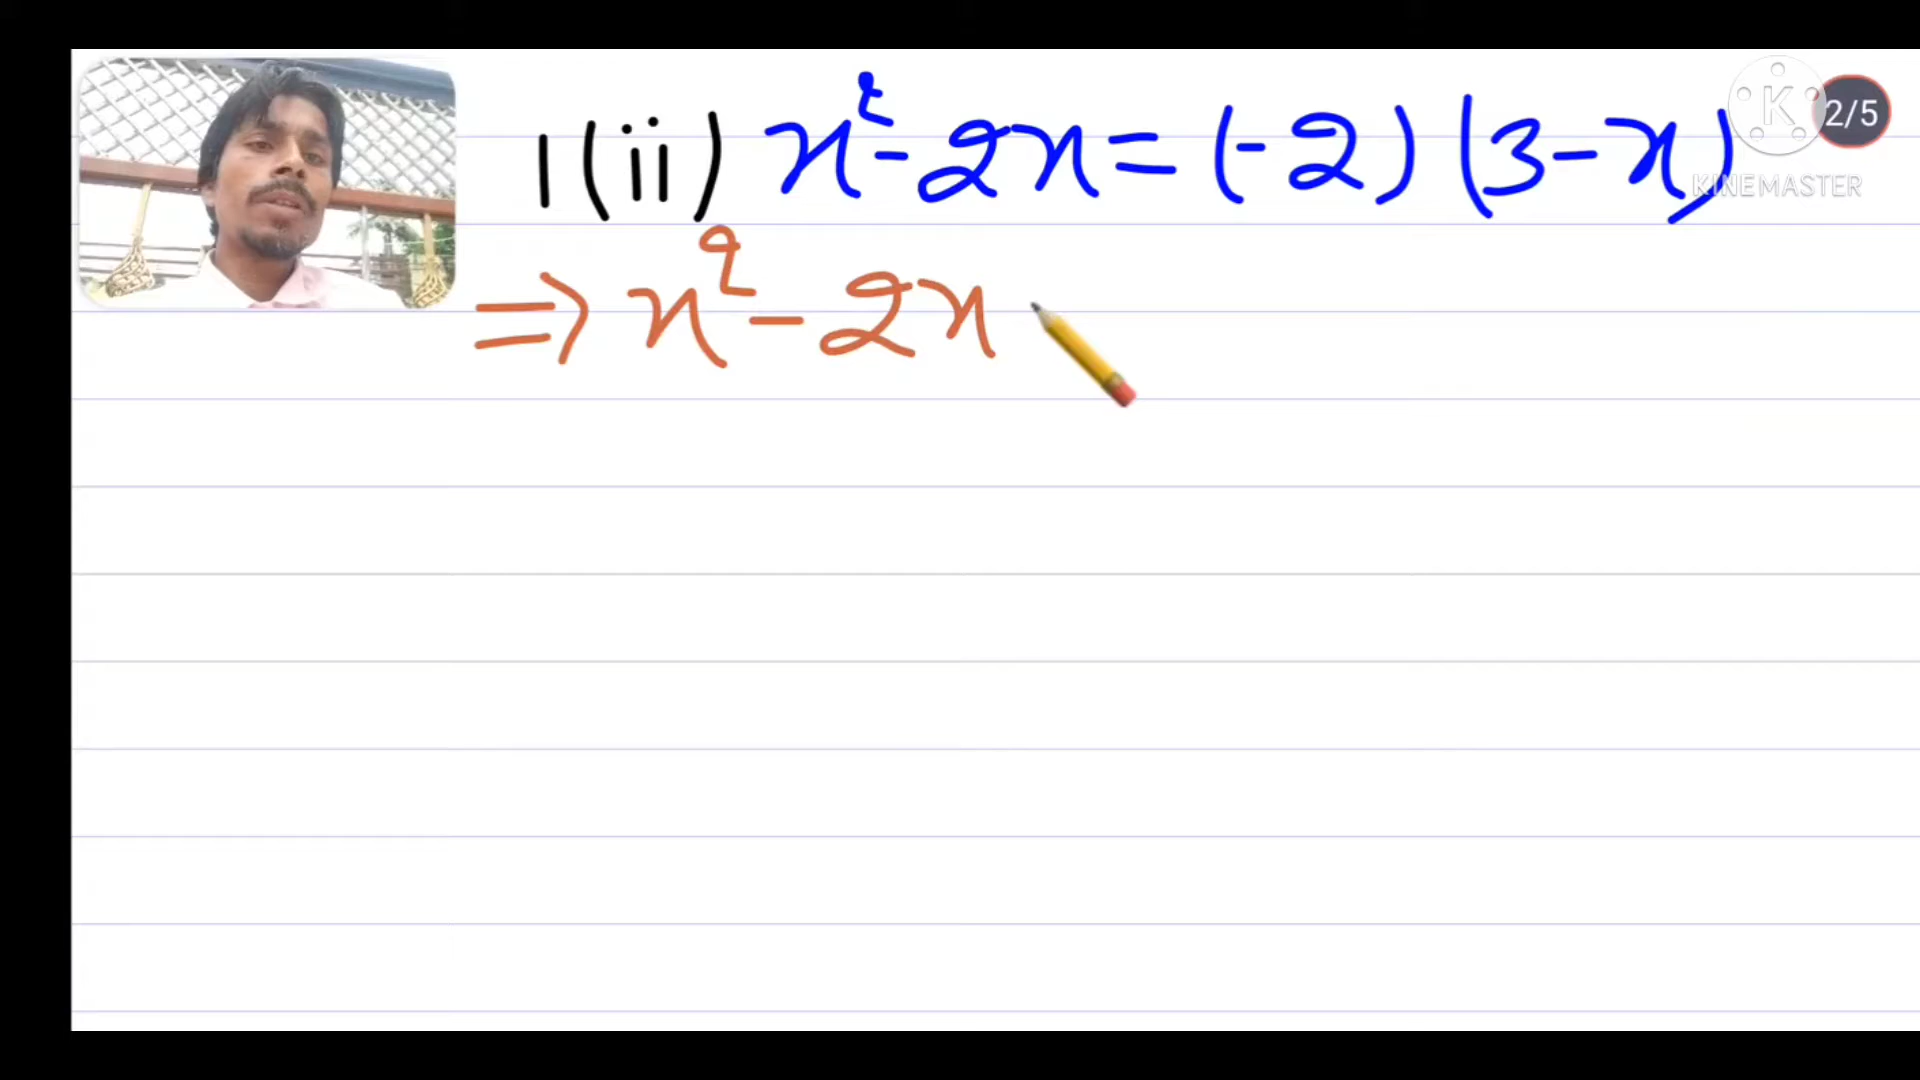 1(ii) x²-2x=(-2)(3-x)
2/5
K
KINEMASTER
⇒x²-2x